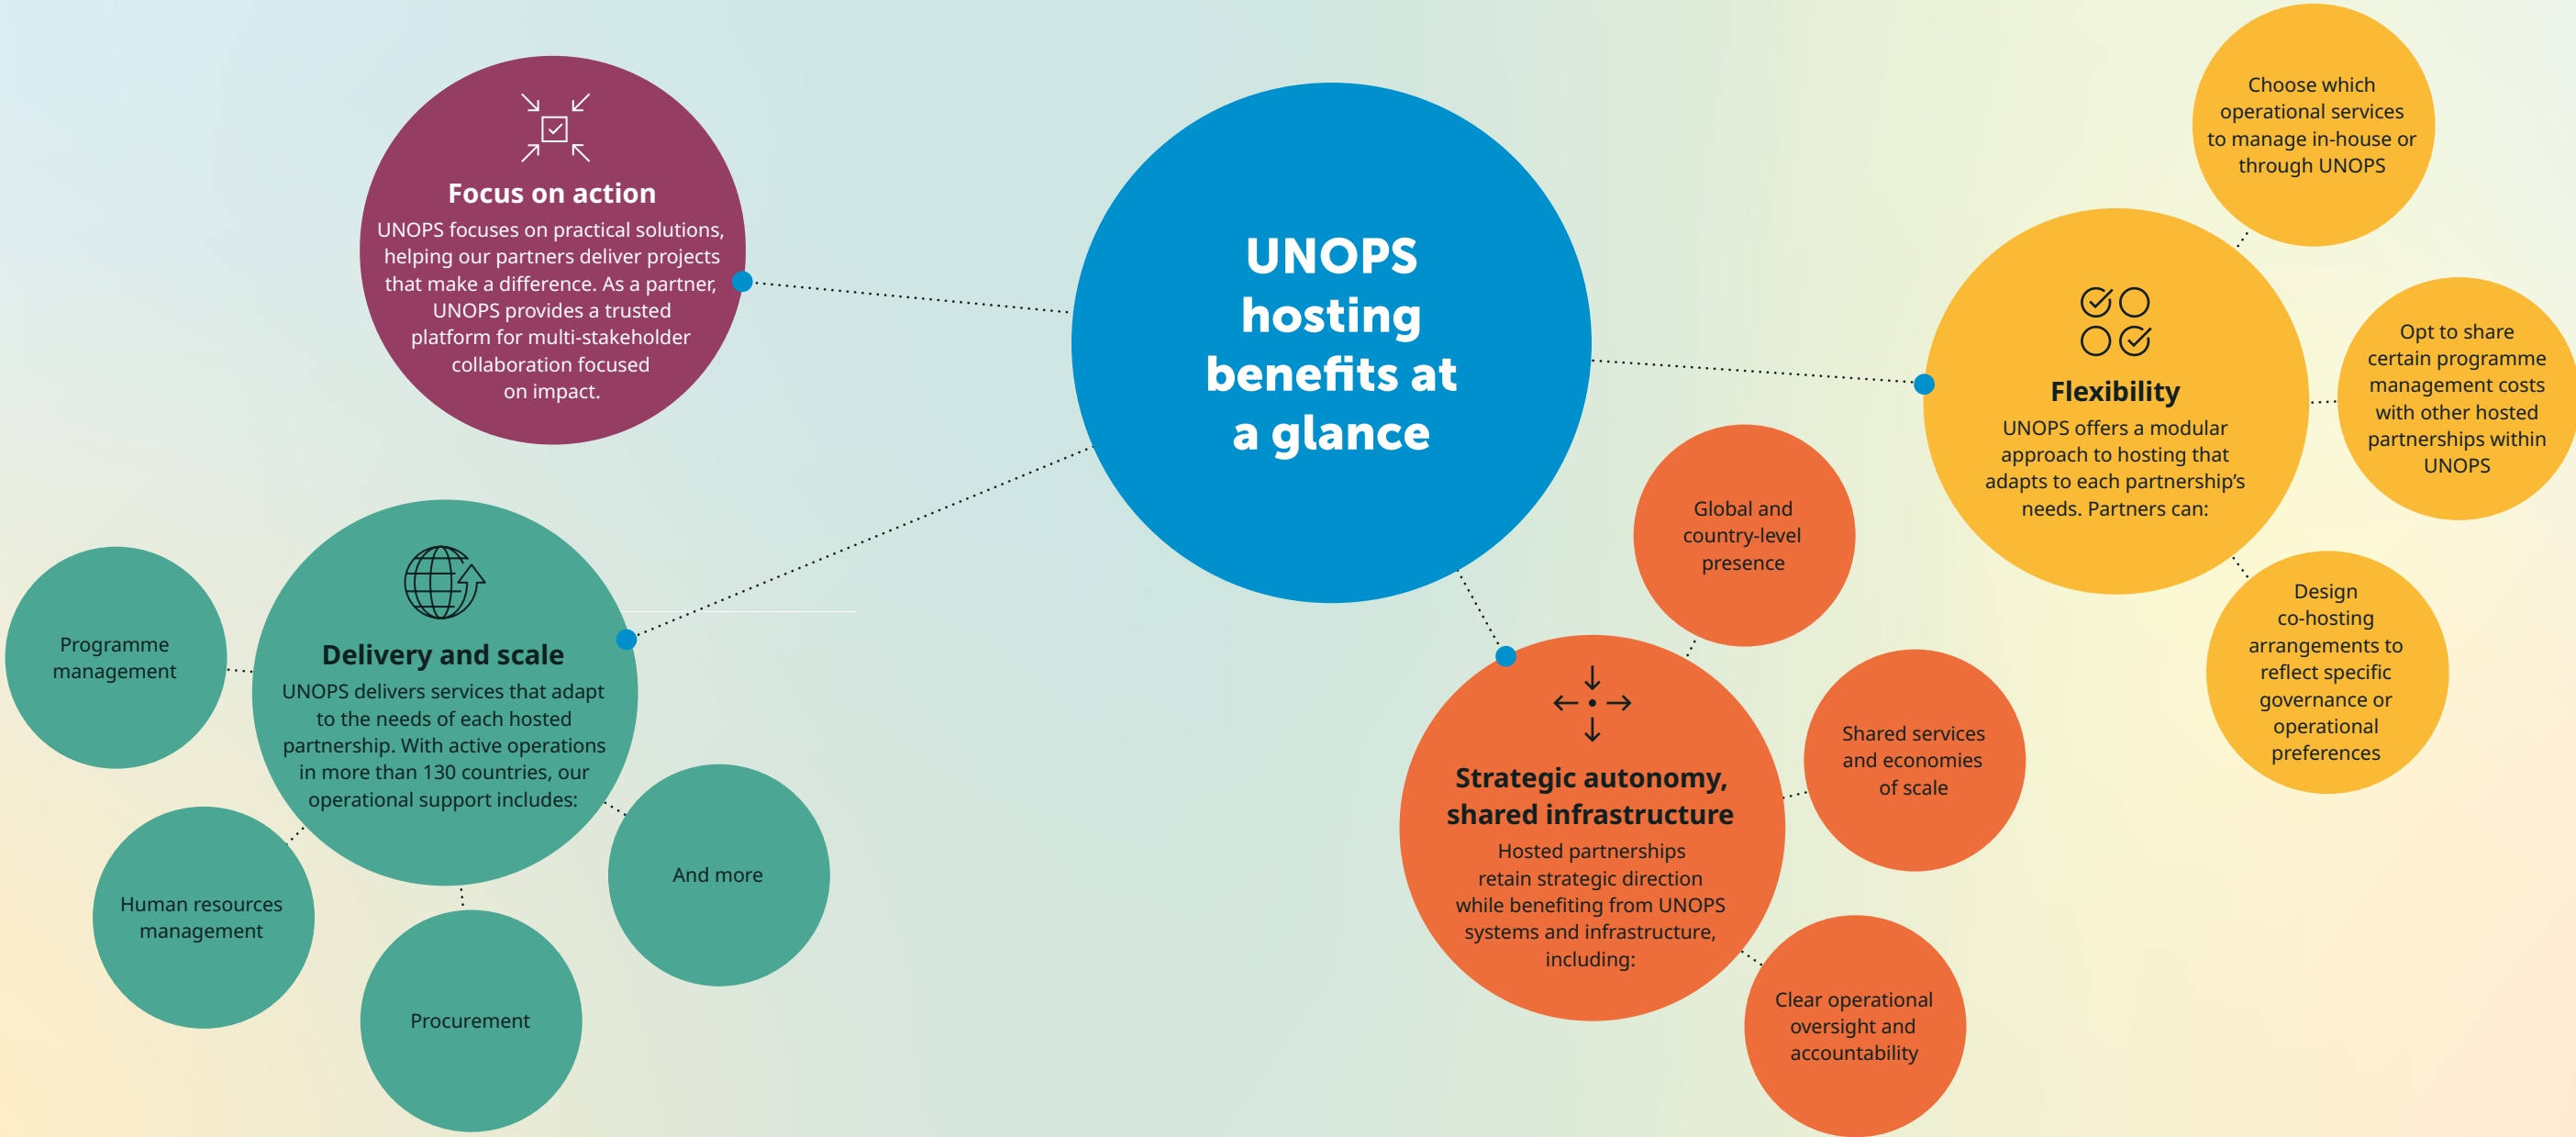 UNOPS
hosting
benefits at
a glance
Focus on action
UNOPS focuses on practical solutions,
helping our partners deliver projects
that make a difference. As a partner,
UNOPS provides a trusted
platform for multi-stakeholder
collaboration focused
on impact.
Delivery and scale
UNOPS delivers services that adapt
to the needs of each hosted
partnership. With active operations
in more than 130 countries, our
operational support includes:
Programme
management
Human resources
management
Procurement
And more
Strategic autonomy,
shared infrastructure
Hosted partnerships
retain strategic direction
while benefiting from UNOPS
systems and infrastructure,
including:
Global and
country-level
presence
Shared services
and economies
of scale
Clear operational
oversight and
accountability
Flexibility
UNOPS offers a modular
approach to hosting that
adapts to each partnership’s
needs. Partners can:
Choose which
operational services
to manage in-house or
through UNOPS
Opt to share
certain programme
management costs
with other hosted
partnerships within
UNOPS
Design
co-hosting
arrangements to
reflect specific
governance or
operational
preferences